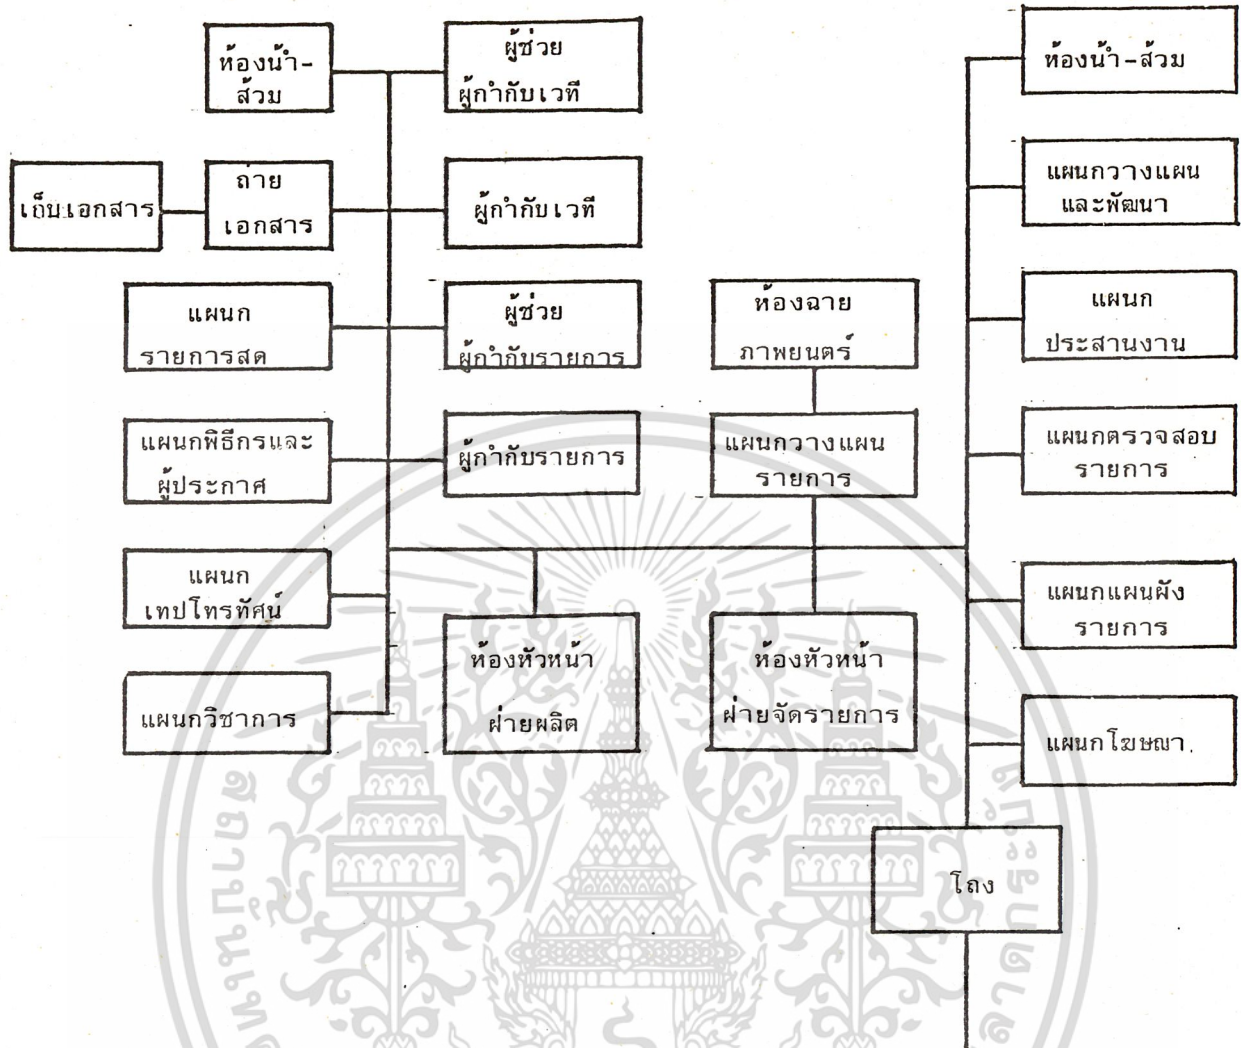 ห้องน้ำ-
ส้วม
ผู้ช่วย
ผู้กำกับเวที
ห้องน้ำ-ส้วม
เก็บเอกสาร
ถ่าย
เอกสาร
ผู้กำกับเวที
แผนกวางแผน
และพัฒนา
แผนก
รายการสด
ผู้ช่วย
ผู้กำกับรายการ
ห้องฉาย
ภาพยนตร์
แผนก
ประสานงาน
แผนกพิธีกรและ
ผู้ประกาศ
ผู้กำกับรายการ
แผนกวางแผน
รายการ
แผนกตรวจสอบ
รายการ
แผนก
เทปโทรทัศน์
แผนกแผนผัง
รายการ
แผนกวิชาการ
ห้องหัวหน้า
ฝ่ายผลิต
ห้องหัวหน้า
ฝ่ายจัดรายการ
แผนกโฆษณา
โถง